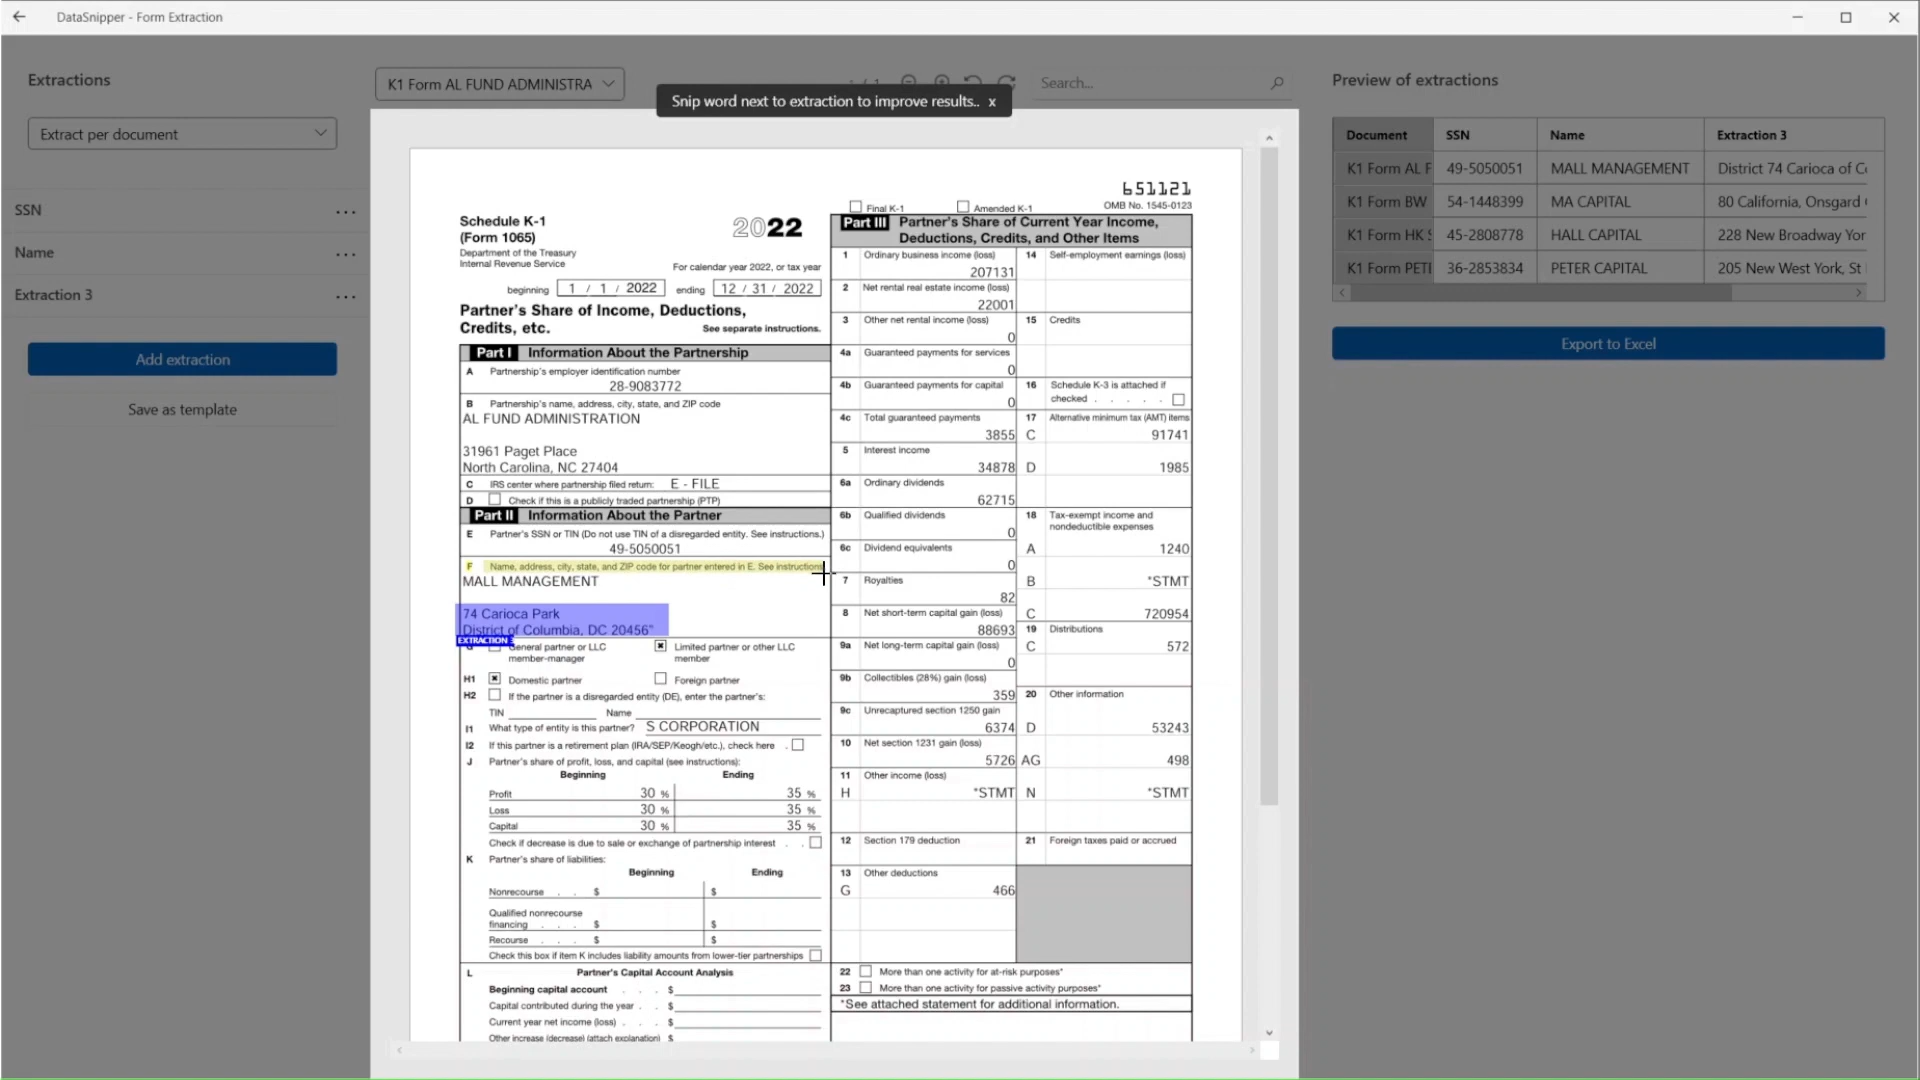 DataSnipper - Form Extraction
Extractions
Extract per document
SSN
Name
Extraction 3
Add extraction
Save as template
K1 Form AL FUND ADMINISTRA
Search...
Snip word next to extraction to improve results.. x
651121
Final K-1
Amended K-1
OMB No. 1545-0123
Schedule K-1
(Form 1065)
2022
Department of the Treasury
Internal Revenue Service
For calendar year 2022, or tax year
beginning 1 / 1 / 2022 ending 12 / 31 / 2022
Partner's Share of Income, Deductions,
Credits, etc.
See separate instructions.
Part I Information About the Partnership
A Partnership's employer identification number
28-9083772
B Partnership's name, address, city, state, and ZIP code
AL FUND ADMINISTRATION
31961 Paget Place
North Carolina, NC 27404
C IRS center where partnership filed return: E - FILE
D Check if this is a publicly traded partnership (PTP)
Part II Information About the Partner
E Partner's SSN or TIN (Do not use TIN of a disregarded entity. See instructions.)
49-5050051
F Name, address, city, state, and ZIP code for partner entered in E. See instructions
MALL MANAGEMENT
74 Carioca Park
District of Columbia, DC 20456"
EXTRACTION 3
G General partner or LLC
member-manager
Limited partner or other LLC
member
H1 Domestic partner
Foreign partner
H2 If the partner is a disregarded entity (DE), enter the partner's:
TIN Name
I1 What type of entity is this partner? S CORPORATION
I2 If this partner is a retirement plan (IRA/SEP/Keogh/etc.), check here .
J Partner's share of profit, loss, and capital (see instructions):
Beginning Ending
Profit 30 % 35 %
Loss 30 % 35 %
Capital 30 % 35 %
Check if decrease is due to sale or exchange of partnership interest . .
K Partner's share of liabilities:
Beginning Ending
Nonrecourse . . $ $
Qualified nonrecourse
financing . . . $ $
Recourse . . . $ $
Check this box if item K includes liability amounts from lower-tier partnerships
L Partner's Capital Account Analysis
Beginning capital account . . . $
Capital contributed during the year . . $
Current year net income (loss) . . . $
Other increase (decrease) (attach explanation) $
Part III Partner's Share of Current Year Income,
Deductions, Credits, and Other Items
1 Ordinary business income (loss)
207131
2 Net rental real estate income (loss)
22001
3 Other net rental income (loss)
0
4a Guaranteed payments for services
0
4b Guaranteed payments for capital
0
4c Total guaranteed payments
3855
5 Interest income
34878
6a Ordinary dividends
62715
6b Qualified dividends
0
6c Dividend equivalents
0
7 Royalties
82
8 Net short-term capital gain (loss)
88693
9a Net long-term capital gain (loss)
0
9b Collectibles (28%) gain (loss)
359
9c Unrecaptured section 1250 gain
6374
10 Net section 1231 gain (loss)
5726
11 Other income (loss)
H *STMT
12 Section 179 deduction
13 Other deductions
G 466
14 Self-employment earnings (loss)
15 Credits
16 Schedule K-3 is attached if
checked . . . . .
17 Alternative minimum tax (AMT) items
C 91741
D 1985
18 Tax-exempt income and
nondeductible expenses
A 1240
B *STMT
C 720954
19 Distributions
C 572
20 Other information
D 53243
AG 498
N *STMT
21 Foreign taxes paid or accrued
22 More than one activity for at-risk purposes*
23 More than one activity for passive activity purposes*
*See attached statement for additional information.
Preview of extractions
Document SSN Name Extraction 3
K1 Form AL F 49-5050051 MALL MANAGEMENT District 74 Carioca of Co
K1 Form BW 54-1448399 MA CAPITAL 80 California, Onsgard
K1 Form HK S 45-2808778 HALL CAPITAL 228 New Broadway Yor
K1 Form PETI 36-2853834 PETER CAPITAL 205 New West York, St
Export to Excel